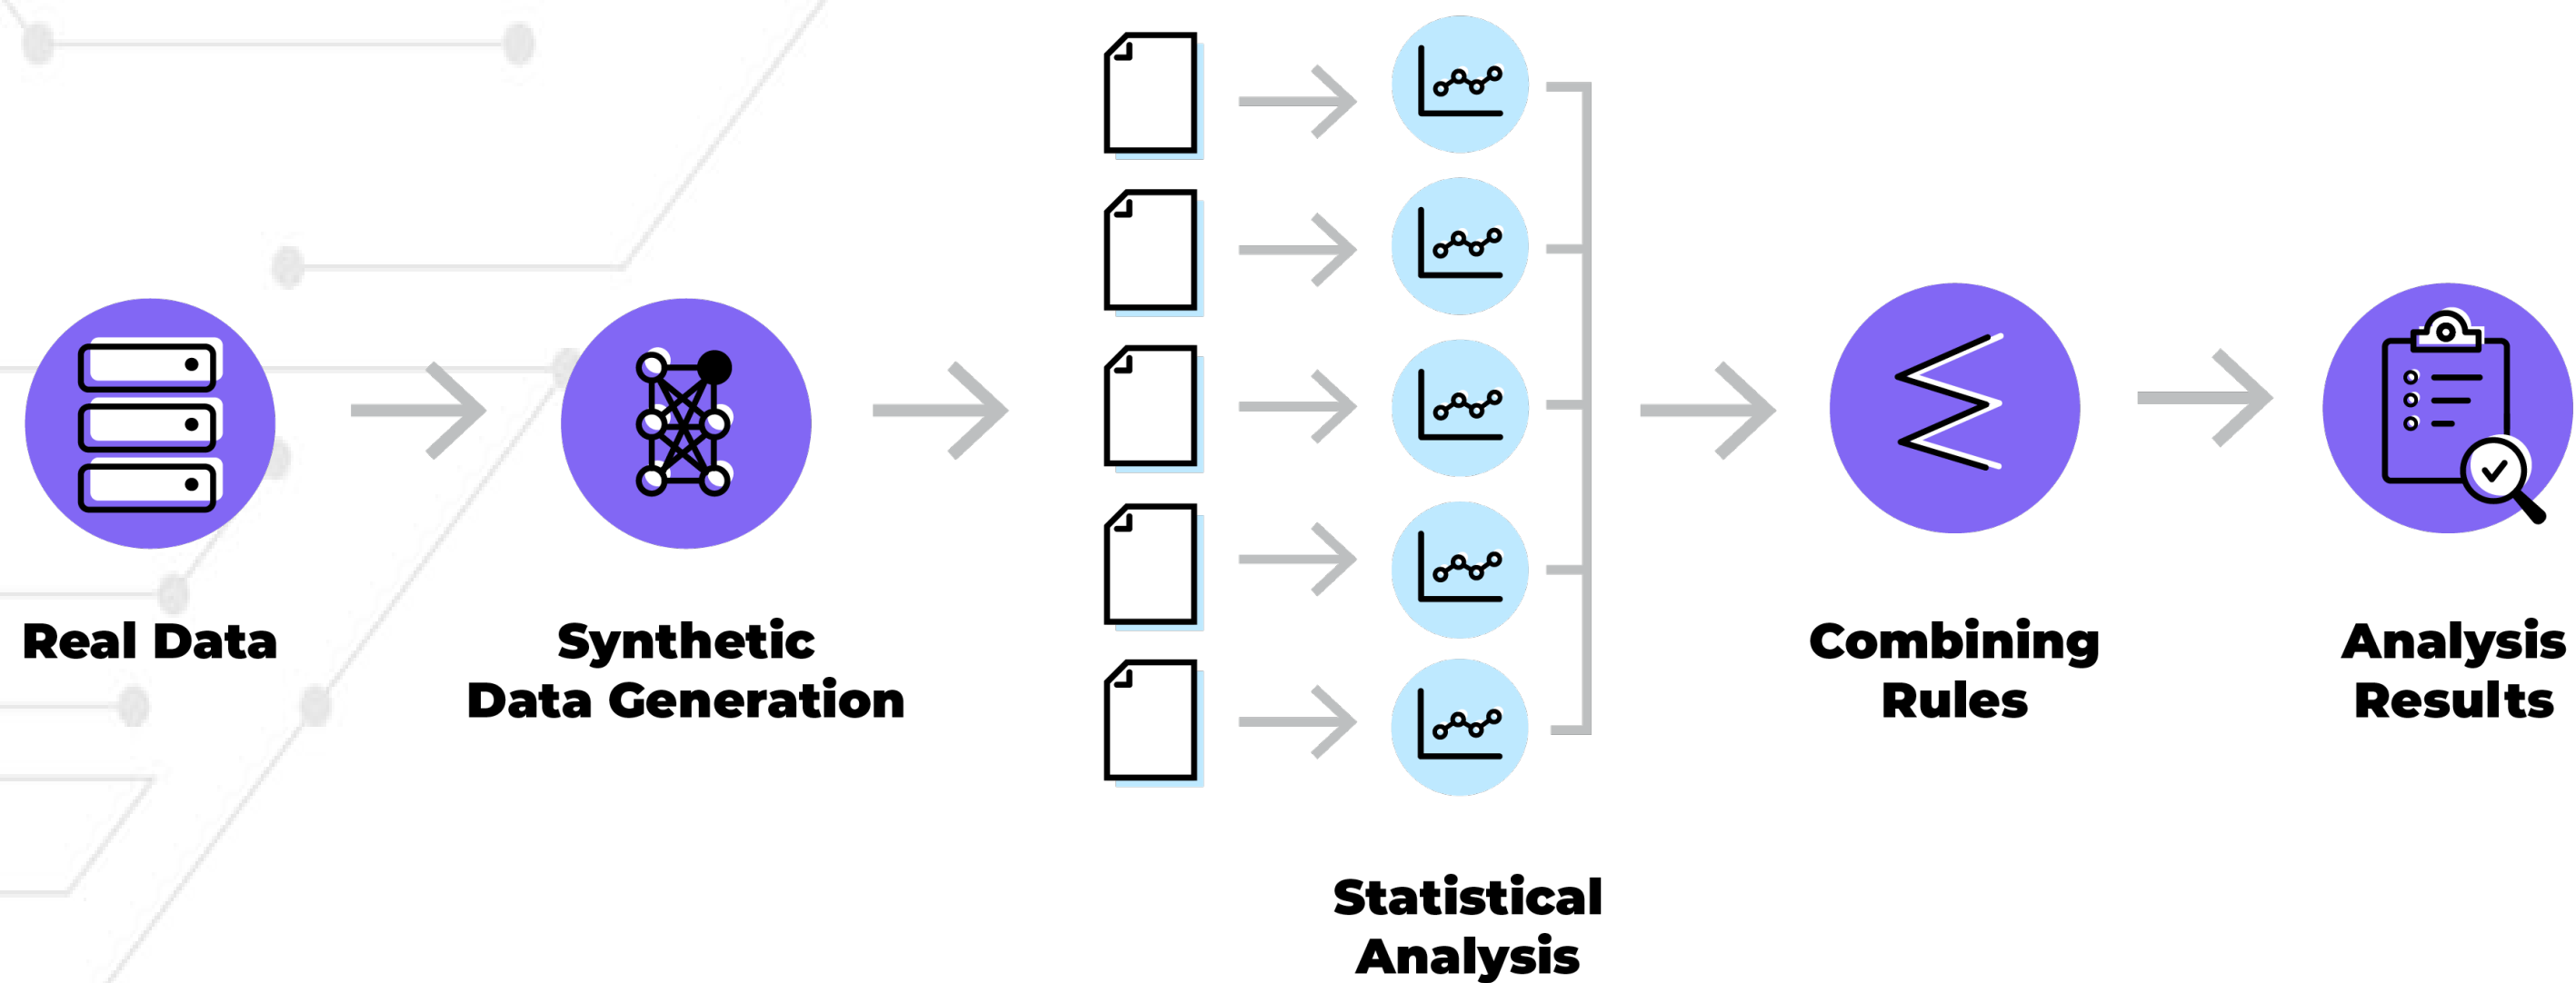 Real Data
Synthetic
Data Generation
Statistical
Analysis
Combining
Rules
Analysis
Results